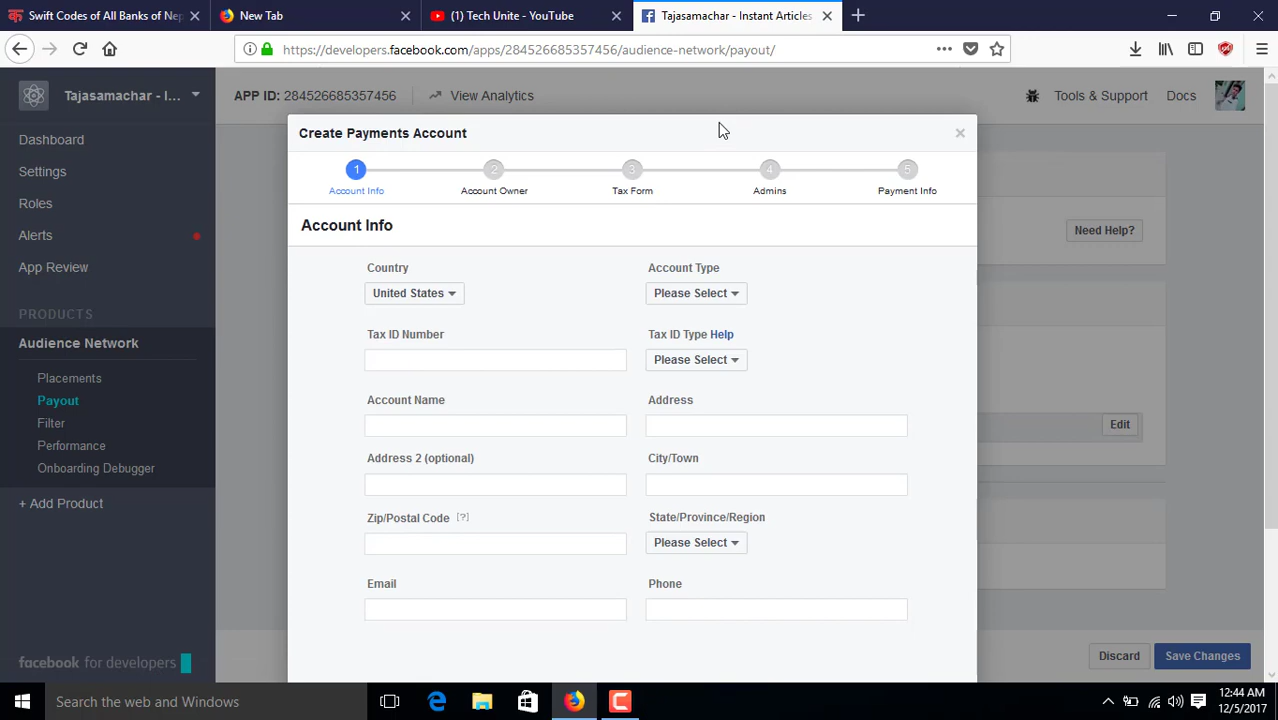 Swift Codes of All Banks of Nep
New Tab
(1) Tech Unite - YouTube
Tajasamachar - Instant Articles
https://developers.facebook.com/apps/284526685357456/audience-network/payout/
Tajasamachar - I...
APP ID: 284526685357456
View Analytics
Tools & Support
Docs
Dashboard
Settings
Roles
Alerts
App Review
PRODUCTS
Audience Network
Placements
Payout
Filter
Performance
Onboarding Debugger
+ Add Product
facebook for developers
Create Payments Account
1
2
3
4
5
Account Info
Account Owner
Tax Form
Admins
Payment Info
Account Info
Need Help?
Country
Account Type
United States
Please Select
Tax ID Number
Tax ID Type Help
Please Select
Account Name
Address
Edit
Address 2 (optional)
City/Town
Zip/Postal Code [?]
State/Province/Region
Please Select
Email
Phone
Discard
Save Changes
Search the web and Windows
12:44 AM
12/5/2017